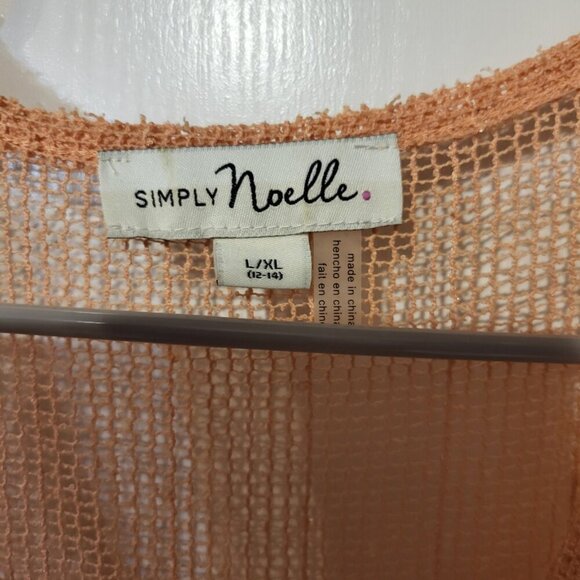 SIMPLY Noelle.
L/XL
(12-14)
made in china
hencho en china
fait en chine